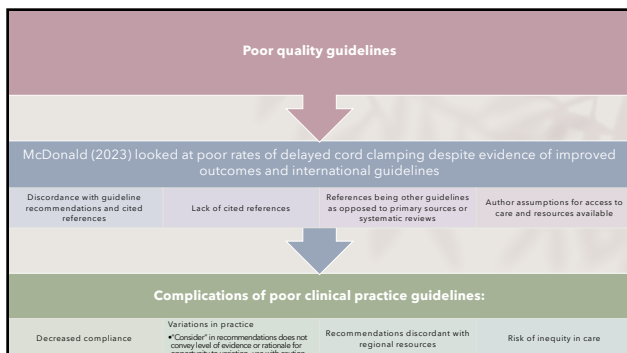 Poor quality guidelines
McDonald (2023) looked at poor rates of delayed cord clamping despite evidence of improved
outcomes and international guidelines
Discordance with guideline
recommendations and cited
references
Lack of cited references
References being other guidelines
as opposed to primary sources or
systematic reviews
Author assumptions for access to
care and resources available
Complications of poor clinical practice guidelines:
Decreased compliance
Variations in practice
•"Consider" in recommendations does not
convey level of evidence or rationale for
Recommendations discordant with
regional resources
Risk of inequity in care